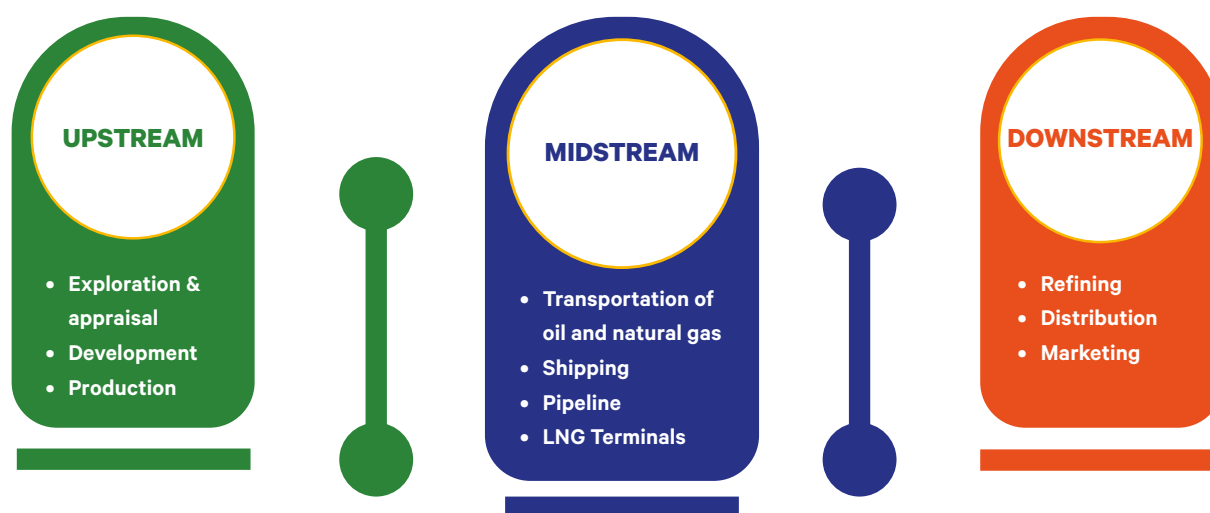 UPSTREAM
• Exploration &
appraisal
• Development
• Production
MIDSTREAM
• Transportation of
oil and natural gas
• Shipping
• Pipeline
• LNG Terminals
DOWNSTREAM
• Refining
• Distribution
• Marketing